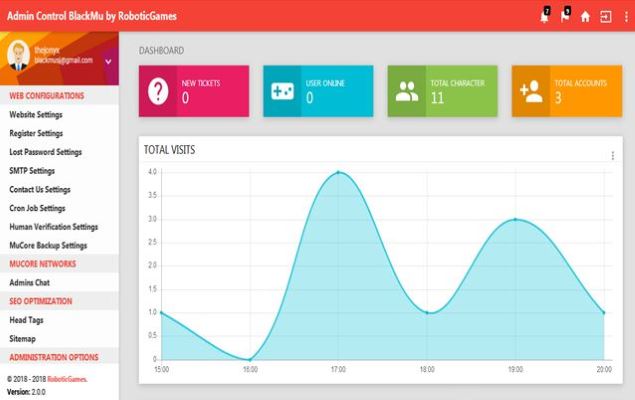 Admin Control BlackMu by RoboticGames
7
5
thejonyx
blackmusj@gmail.com
WEB CONFIGURATIONS
Website Settings
Register Settings
Lost Password Settings
SMTP Settings
Contact Us Settings
Cron Job Settings
Human Verification Settings
MuCore Backup Settings
MUCORE NETWORKS
Admins Chat
SEO OPTIMIZATION
Head Tags
Sitemap
ADMINISTRATION OPTIONS
© 2018 - 2018 RoboticGames.
Version: 2.0.0
DASHBOARD
NEW TICKETS
0
USER ONLINE
0
TOTAL CHARACTER
11
TOTAL ACCOUNTS
3
TOTAL VISITS
4.0
3.5
3.0
2.5
2.0
1.5
1.0
0.5
0
15:00 16:00 17:00 18:00 19:00 20:00